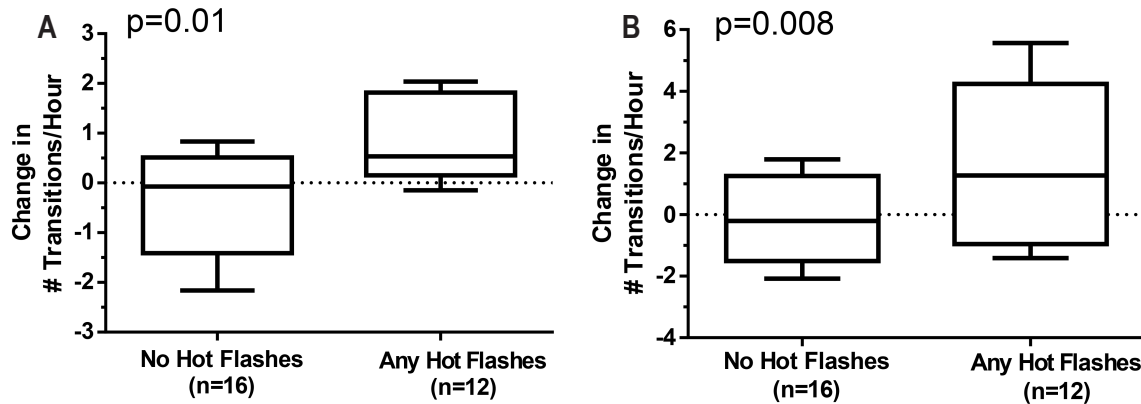 A
p=0.01
Change in
# Transitions/Hour
3
2
1
0
-1
-2
-3
No Hot Flashes
(n=16)
Any Hot Flashes
(n=12)
B
p=0.008
Change in
# Transitions/Hour
6
4
2
0
-2
-4
No Hot Flashes
(n=16)
Any Hot Flashes
(n=12)